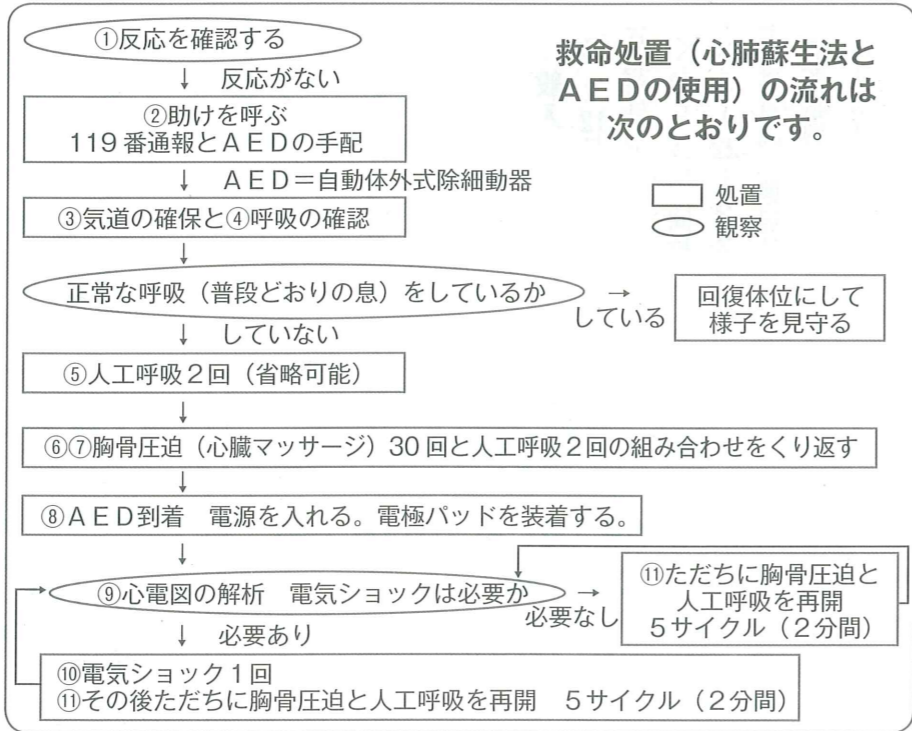 ①反応を確認する
救命処置（心肺蘇生法と
AEDの使用）の流れは
次のとおりです。
反応がない
②助けを呼ぶ
119番通報とAEDの手配
AED＝自動体外式除細動器
処置
観察
③気道の確保と④呼吸の確認
正常な呼吸（普段どおりの息）をしているか
している
回復体位にして
様子を見守る
していない
⑤人工呼吸2回（省略可能）
⑥⑦胸骨圧迫（心臓マッサージ）30回と人工呼吸2回の組み合わせをくり返す
⑧AED到着　電源を入れる。電極パッドを装着する。
⑨心電図の解析　電気ショックは必要か
必要なし
⑪ただちに胸骨圧迫と
人工呼吸を再開
5サイクル（2分間）
必要あり
⑩電気ショック1回
⑪その後ただちに胸骨圧迫と人工呼吸を再開　5サイクル（2分間）